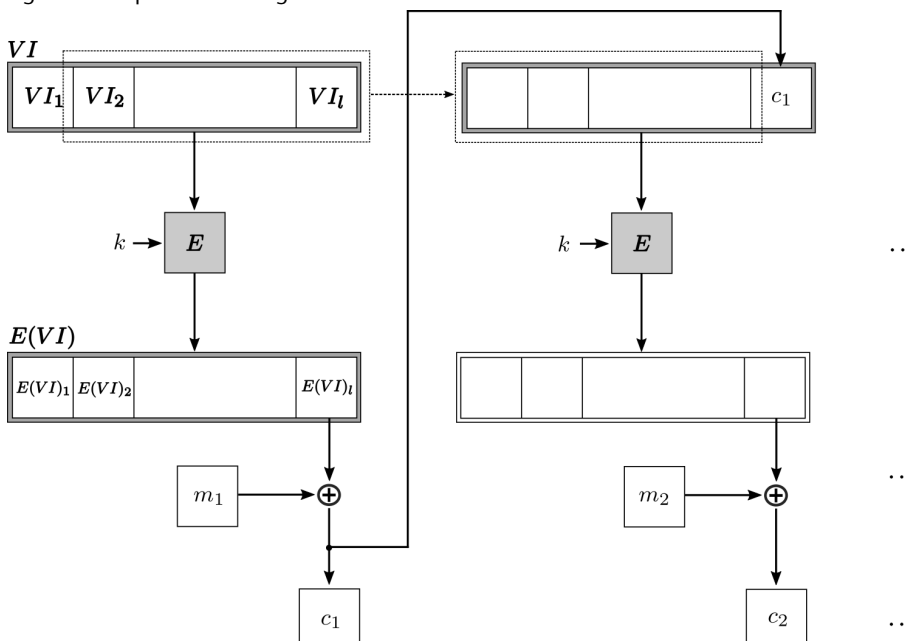 VI
VI₁ VI₂ VIₗ c₁
k E k E ..
E(VI)
E(VI)₁ E(VI)₂ E(VI)ₗ
m₁ m₂ ..
c₁ c₂ ..